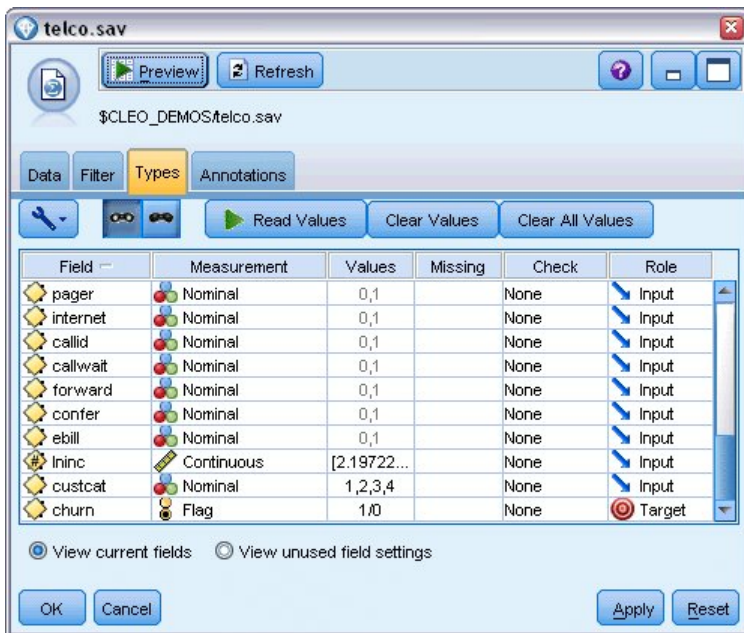 telco.sav
Preview Refresh
$CLEO_DEMOS/telco.sav
Data Filter Types Annotations
Read Values Clear Values Clear All Values
Field Measurement Values Missing Check Role
pager Nominal 0,1 None Input
internet Nominal 0,1 None Input
callid Nominal 0,1 None Input
callwait Nominal 0,1 None Input
forward Nominal 0,1 None Input
confer Nominal 0,1 None Input
ebill Nominal 0,1 None Input
lninc Continuous [2.19722... None Input
custcat Nominal 1,2,3,4 None Input
churn Flag 1/0 None Target
View current fields View unused field settings
OK Cancel Apply Reset